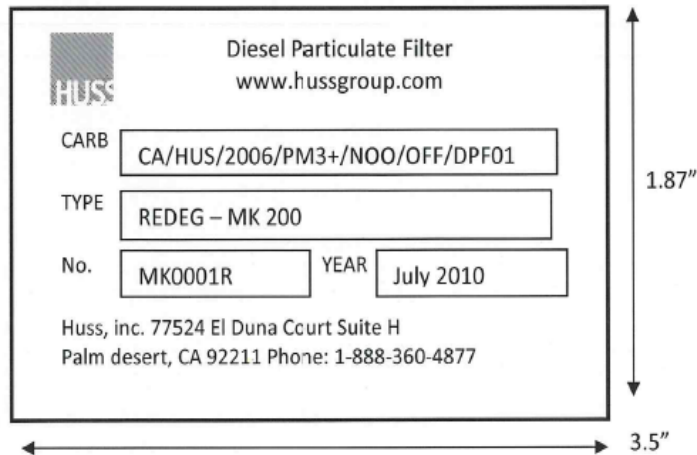 HUSS
Diesel Particulate Filter
www.hussgroup.com
CARB CA/HUS/2006/PM3+/NOO/OFF/DPF01
TYPE REDEG – MK 200
No. MK0001R YEAR July 2010
Huss, inc. 77524 El Duna Court Suite H
Palm desert, CA 92211 Phone: 1-888-360-4877
1.87”
3.5”